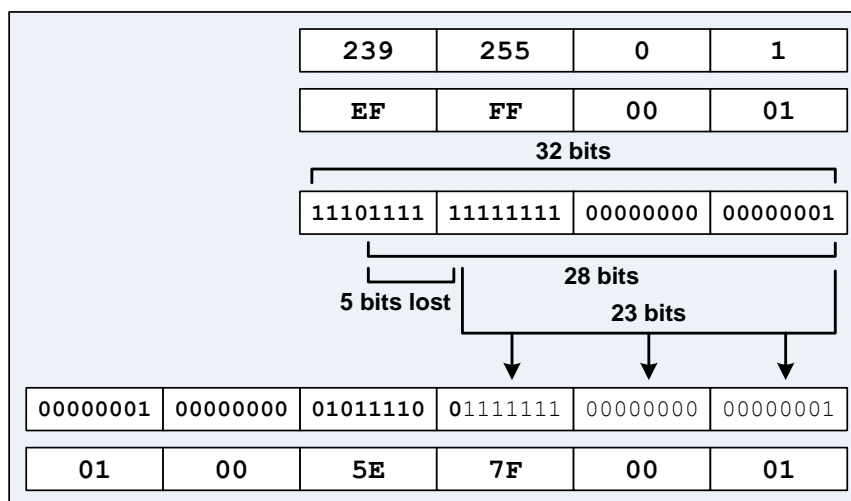 239 255 0 1
EF FF 00 01
32 bits
11101111 11111111 00000000 00000001
28 bits
5 bits lost
23 bits
00000001 00000000 01011110 01111111 00000000 00000001
01 00 5E 7F 00 01